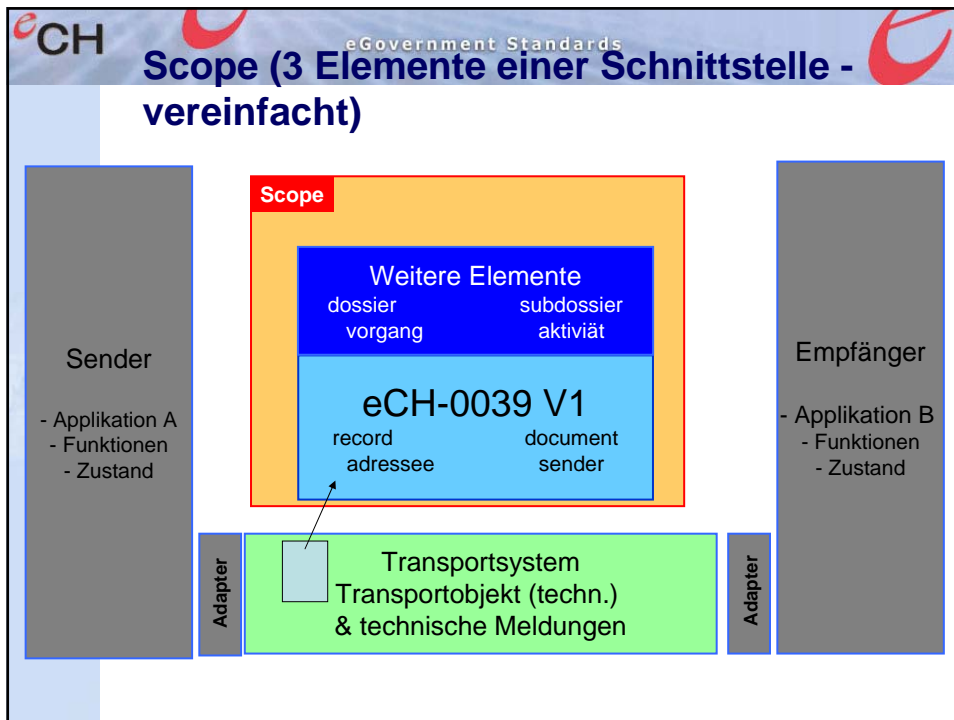 eCH
eGovernment Standards
Scope (3 Elemente einer Schnittstelle -
vereinfacht)
Sender
- Applikation A
- Funktionen
- Zustand
Scope
Weitere Elemente
dossier subdossier
vorgang aktiviät
eCH-0039 V1
record document
adressee sender
Adapter
Transportsystem
Transportobjekt (techn.)
& technische Meldungen
Adapter
Empfänger
- Applikation B
- Funktionen
- Zustand